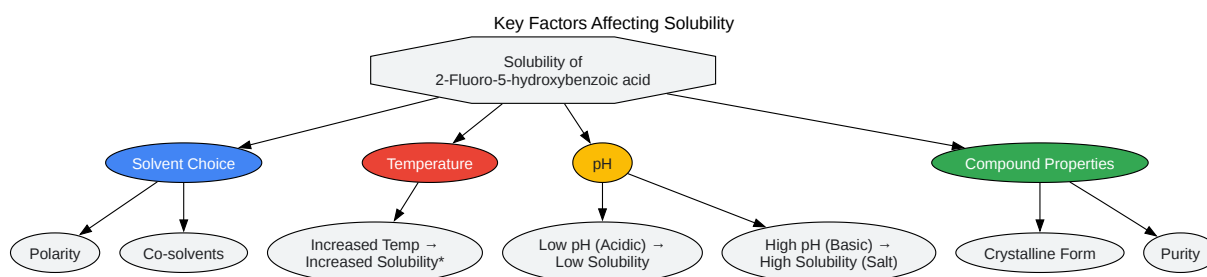 Key Factors Affecting Solubility
Solubility of
2-Fluoro-5-hydroxybenzoic acid
Solvent Choice
Temperature
pH
Compound Properties
Polarity
Co-solvents
Increased Temp →
Increased Solubility*
Low pH (Acidic) →
Low Solubility
High pH (Basic) →
High Solubility (Salt)
Crystalline Form
Purity